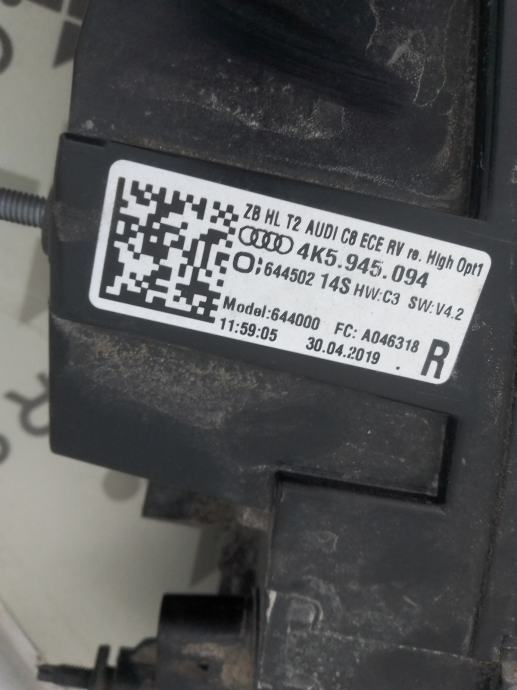 ZB HL T2 AUDI C8 ECE RV re. High Opt1
4K5.945.094
644502 14S HW:C3 SW:V4.2
Model:644000 FC: A046318
11:59:05 30.04.2019 . R